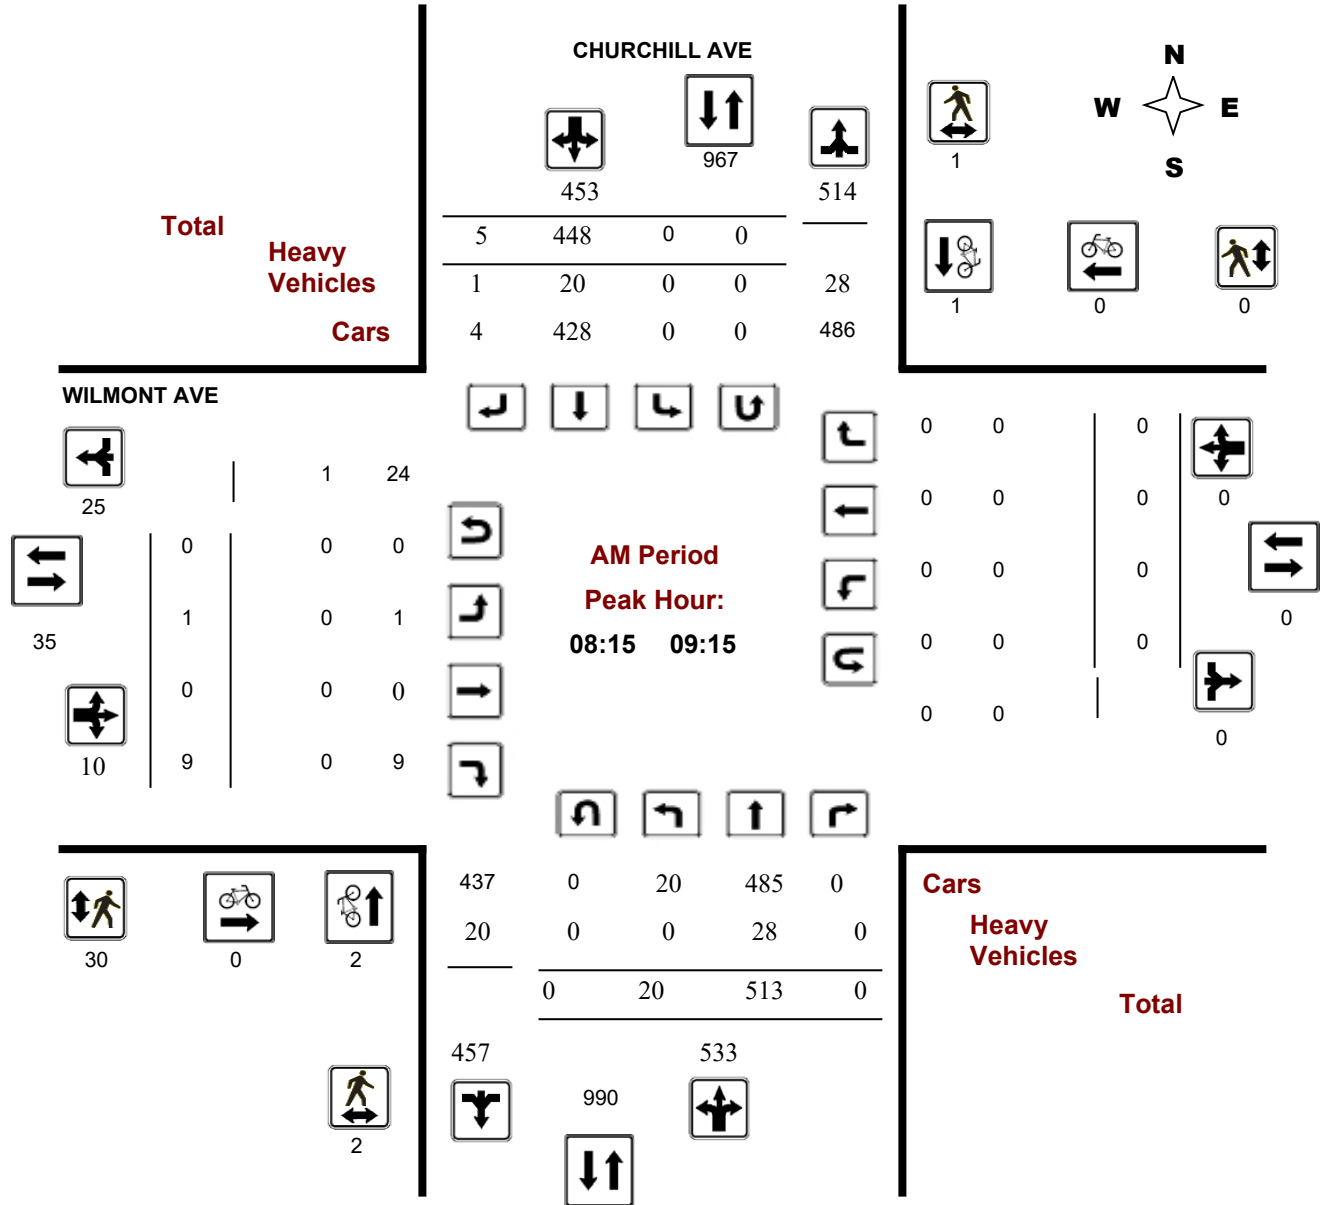 CHURCHILL AVE
N
W E
S
967
1
453 514
Total 5 448 0 0
Heavy
Vehicles 1 20 0 0 28
1 0 0
Cars 4 428 0 0 486
WILMONT AVE
0 0 0
1 24
25
0 0 0 0
0 0 0
AM Period
0 0 0
Peak Hour:
1 0 1
0
35
08:15 09:15
0 0 0
0 0 0
0 0
0
10 9 0 9
437 0 20 485 0 Cars
20 0 0 28 0 Heavy
Vehicles
30 0 2
0 20 513 0 Total
457 533
990
2